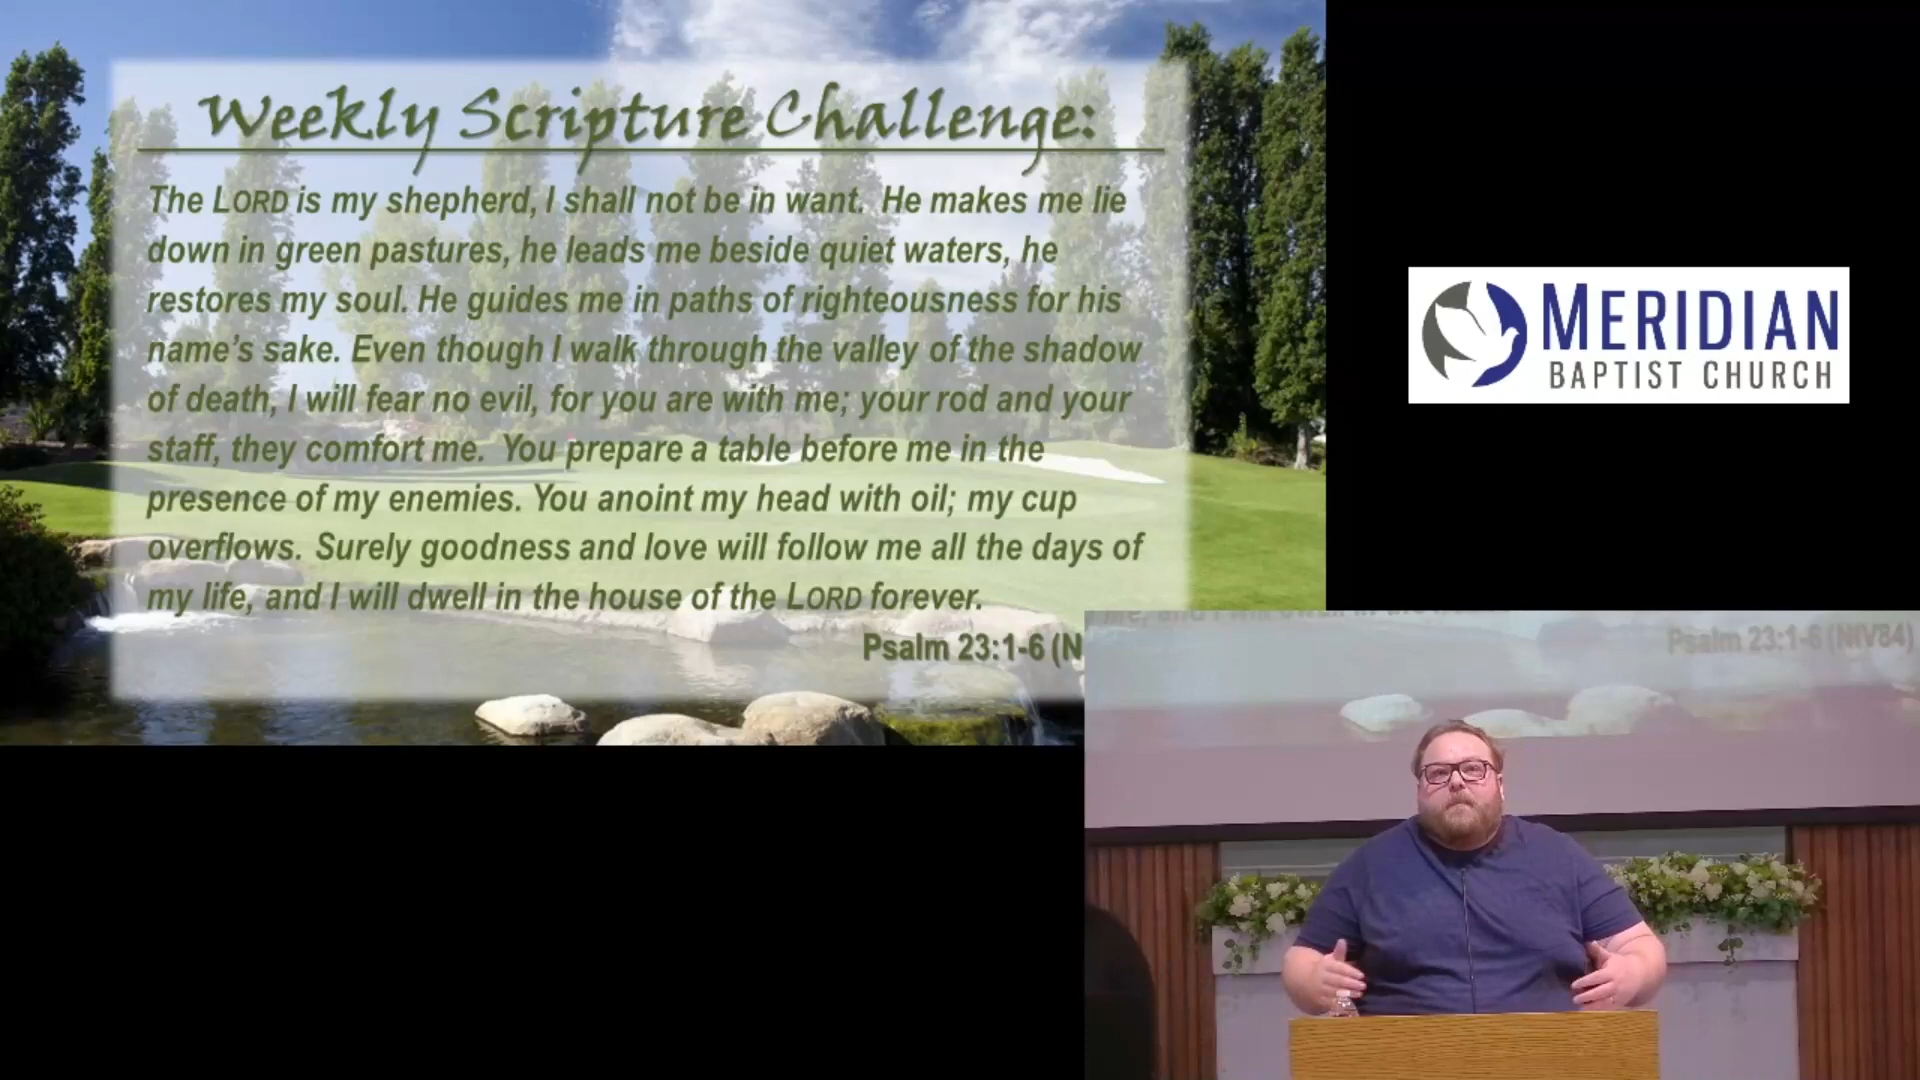 Weekly Scripture Challenge:
The LORD is my shepherd, I shall not be in want. He makes me lie
down in green pastures, he leads me beside quiet waters, he
restores my soul. He guides me in paths of righteousness for his
name's sake. Even though I walk through the valley of the shadow
of death, I will fear no evil, for you are with me; your rod and your
staff, they comfort me. You prepare a table before me in the
presence of my enemies. You anoint my head with oil; my cup
overflows. Surely goodness and love will follow me all the days of
my life, and I will dwell in the house of the LORD forever.
Psalm 23:1-6 (N
MERIDIAN
BAPTIST CHURCH
Psalm 23:1-6 (NIV84)